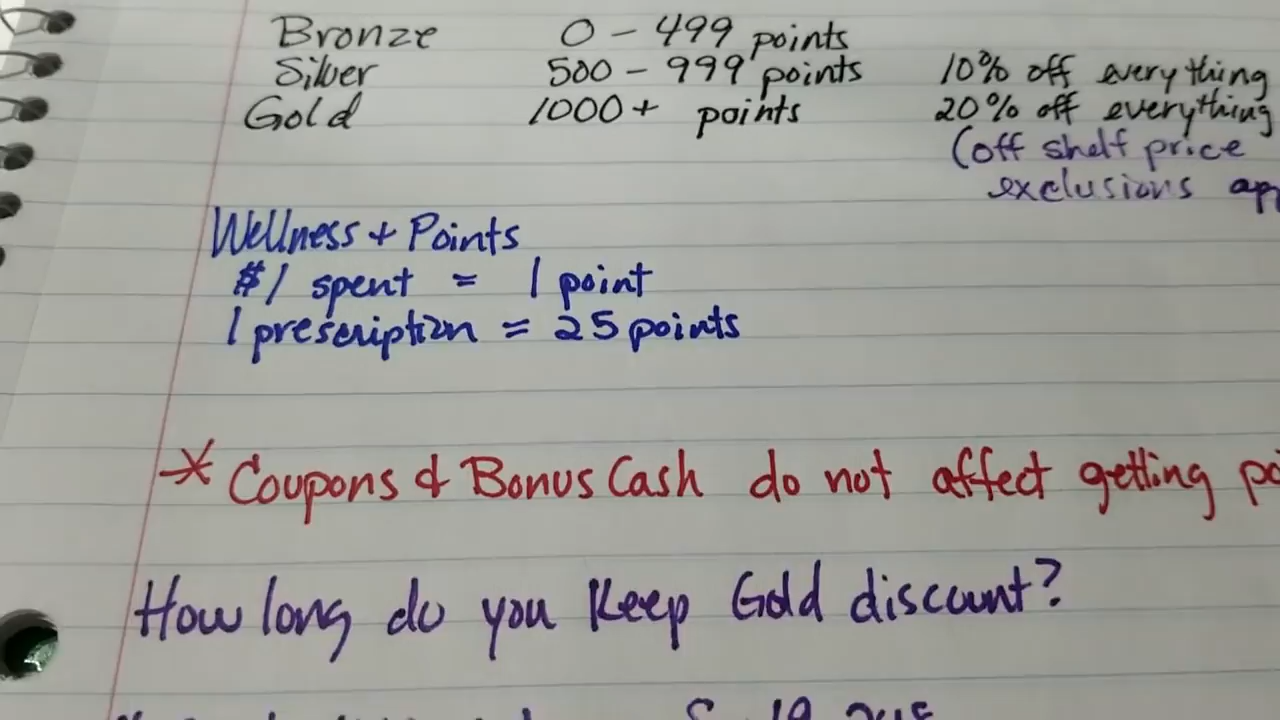 Bronze 0 - 499 points
Silver 500 - 999 points 10% off everything
Gold 1000+ points 20% off everything
(off shelf price
exclusions
Wellness + Points
$1 spent = 1 point
1 prescription = 25 points
* Coupons & Bonus Cash do not affect getting
How long do you keep Gold discount?